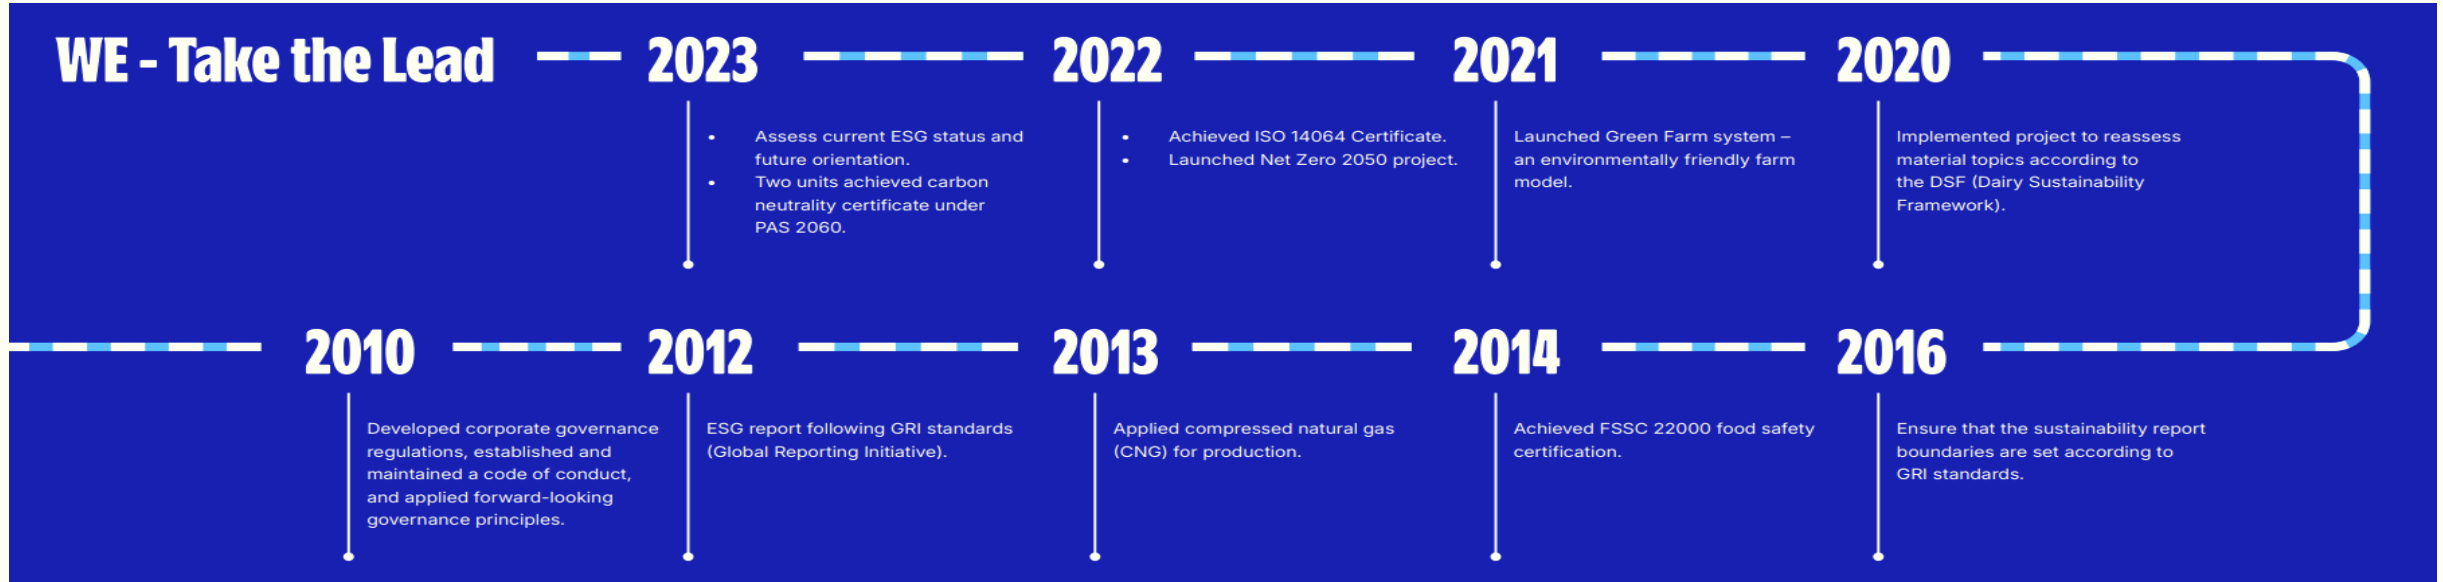 WE - Take the Lead
2023
• Assess current ESG status and
future orientation.
• Two units achieved carbon
neutrality certificate under
PAS 2060.
2022
• Achieved ISO 14064 Certificate.
• Launched Net Zero 2050 project.
2021
Launched Green Farm system –
an environmentally friendly farm
model.
2020
Implemented project to reassess
material topics according to
the DSF (Dairy Sustainability
Framework).
2010
Developed corporate governance
regulations, established and
maintained a code of conduct,
and applied forward-looking
governance principles.
2012
ESG report following GRI standards
(Global Reporting Initiative).
2013
Applied compressed natural gas
(CNG) for production.
2014
Achieved FSSC 22000 food safety
certification.
2016
Ensure that the sustainability report
boundaries are set according to
GRI standards.